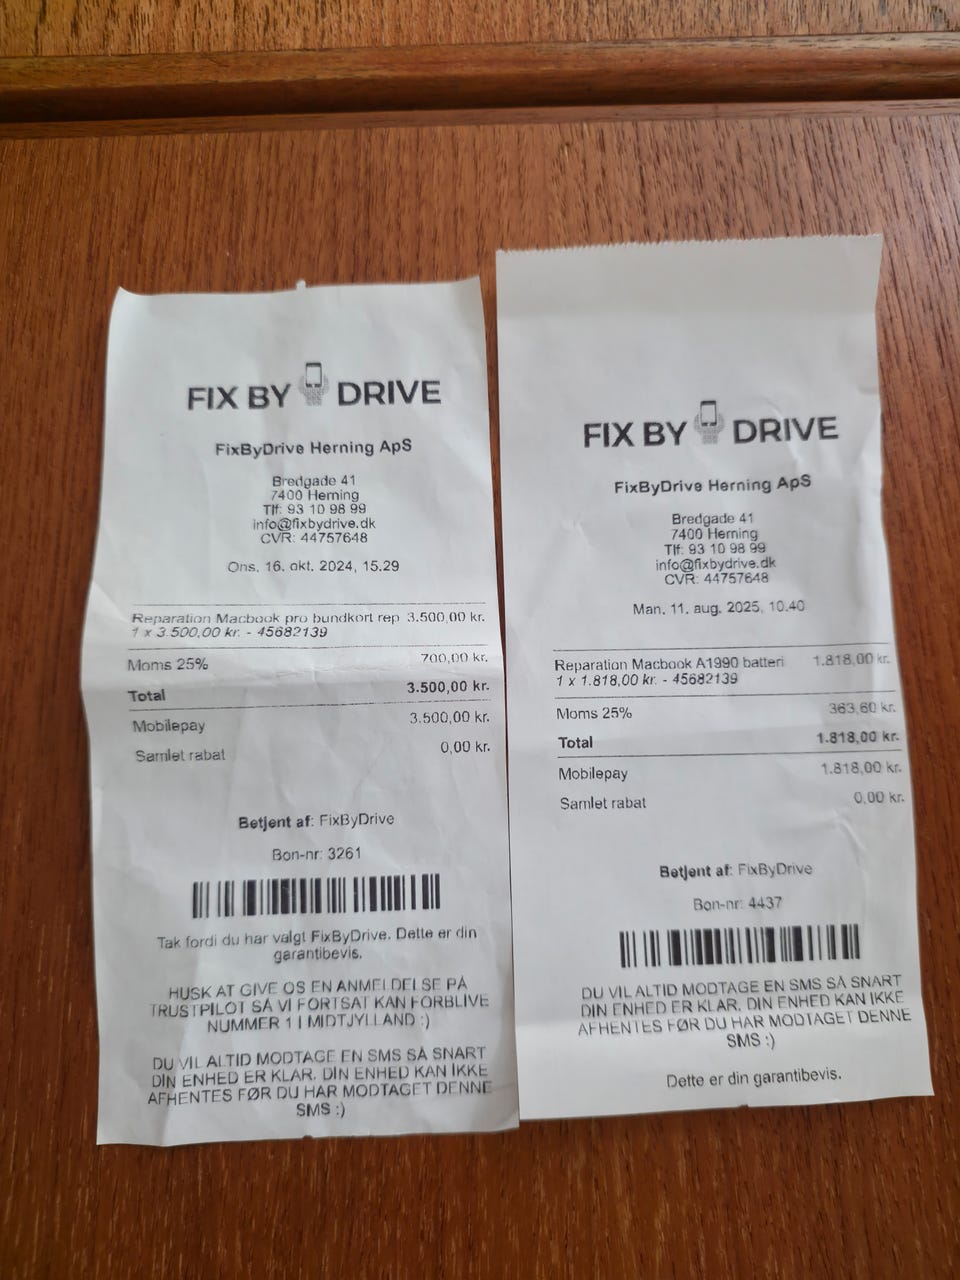 FIX BY DRIVE
FixByDrive Herning ApS
Bredgade 41
7400 Herning
Tlf: 93 10 98 99
info@fixbydrive.dk
CVR: 44757648
Ons, 16. okt. 2024, 15.29
Reparation Macbook pro bundkort rep 3.500,00 kr.
1 x 3.500,00 kr. - 45682139
Moms 25% 700,00 kr.
Total 3.500,00 kr.
Mobilepay 3.500,00 kr.
Samlet rabat 0,00 kr.
Betjent af: FixByDrive
Bon-nr: 3261
Tak fordi du har valgt FixByDrive. Dette er din
garantibevis.
HUSK AT GIVE OS EN ANMELDELSE PÅ
TRUSTPILOT SÅ VI FORTSAT KAN FORBLIVE
NUMMER 1 I MIDTJYLLAND :)
DU VIL ALTID MODTAGE EN SMS SÅ SNART
DIN ENHED ER KLAR. DIN ENHED KAN IKKE
AFHENTES FØR DU HAR MODTAGET DENNE
SMS :)
FIX BY DRIVE
FixByDrive Herning ApS
Bredgade 41
7400 Herning
Tlf: 93 10 98 99
info@fixbydrive.dk
CVR: 44757648
Man, 11. aug. 2025, 10.40
Reparation Macbook A1990 batteri 1.818,00 kr.
1 x 1.818,00 kr. - 45682139
Moms 25% 363,60 kr.
Total 1.818,00 kr.
Mobilepay 1.818,00 kr.
Samlet rabat 0,00 kr.
Betjent af: FixByDrive
Bon-nr: 4437
DU VIL ALTID MODTAGE EN SMS SÅ SNART
DIN ENHED ER KLAR. DIN ENHED KAN IKKE
AFHENTES FØR DU HAR MODTAGET DENNE
SMS :)
Dette er din garantibevis.